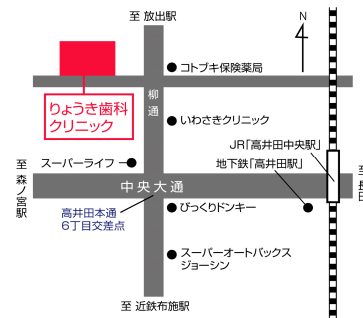 至 放出駅
N
コトブキ保険薬局
柳通
りょうき歯科
クリニック
いわさきクリニック
JR「高井田中央駅」
地下鉄「高井田駅」
スーパーライフ
至 森ノ宮駅
中央大通
至 長田
高井田本通
6丁目交差点
びっくりドンキー
スーパーオートバックス
ジョーシン
至 近鉄布施駅